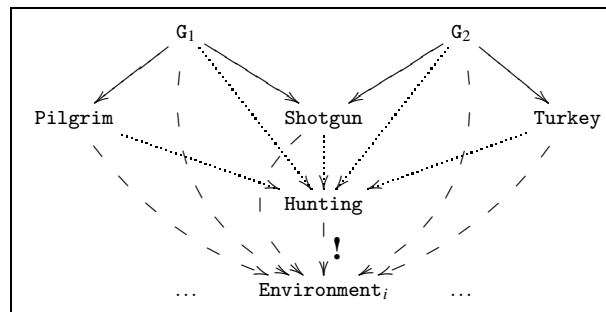 G₁ G₂
Pilgrim Shotgun Turkey
Hunting
!
... Environmentᵢ ...